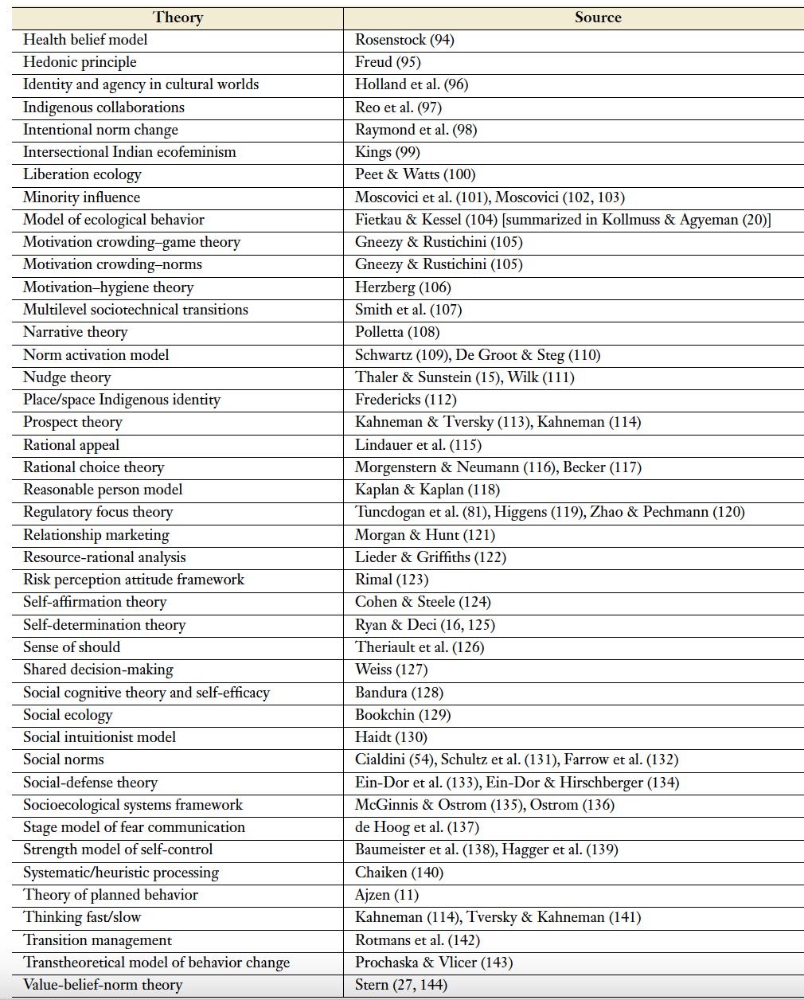 Theory Source
Health belief model Rosenstock (94)
Hedonic principle Freud (95)
Identity and agency in cultural worlds Holland et al. (96)
Indigenous collaborations Reo et al. (97)
Intentional norm change Raymond et al. (98)
Intersectional Indian ecofeminism Kings (99)
Liberation ecology Peet & Watts (100)
Minority influence Moscovici et al. (101), Moscovici (102, 103)
Model of ecological behavior Fietkau & Kessel (104) [summarized in Kollmuss & Agyeman (20)]
Motivation crowding–game theory Gneezy & Rustichini (105)
Motivation crowding–norms Gneezy & Rustichini (105)
Motivation–hygiene theory Herzberg (106)
Multilevel sociotechnical transitions Smith et al. (107)
Narrative theory Polletta (108)
Norm activation model Schwartz (109), De Groot & Steg (110)
Nudge theory Thaler & Sunstein (15), Wilk (111)
Place/space Indigenous identity Fredericks (112)
Prospect theory Kahneman & Tversky (113), Kahneman (114)
Rational appeal Lindauer et al. (115)
Rational choice theory Morgenstern & Neumann (116), Becker (117)
Reasonable person model Kaplan & Kaplan (118)
Regulatory focus theory Tuncdogan et al. (81), Higgens (119), Zhao & Pechmann (120)
Relationship marketing Morgan & Hunt (121)
Resource-rational analysis Lieder & Griffiths (122)
Risk perception attitude framework Rimal (123)
Self-affirmation theory Cohen & Steele (124)
Self-determination theory Ryan & Deci (16, 125)
Sense of should Theriault et al. (126)
Shared decision-making Weiss (127)
Social cognitive theory and self-efficacy Bandura (128)
Social ecology Bookchin (129)
Social intuitionist model Haidt (130)
Social norms Cialdini (54), Schultz et al. (131), Farrow et al. (132)
Social-defense theory Ein-Dor et al. (133), Ein-Dor & Hirschberger (134)
Socioecological systems framework McGinnis & Ostrom (135), Ostrom (136)
Stage model of fear communication de Hoog et al. (137)
Strength model of self-control Baumeister et al. (138), Hagger et al. (139)
Systematic/heuristic processing Chaiken (140)
Theory of planned behavior Ajzen (11)
Thinking fast/slow Kahneman (114), Tversky & Kahneman (141)
Transition management Rotmans et al. (142)
Transtheoretical model of behavior change Prochaska & Vlicer (143)
Value-belief-norm theory Stern (27, 144)